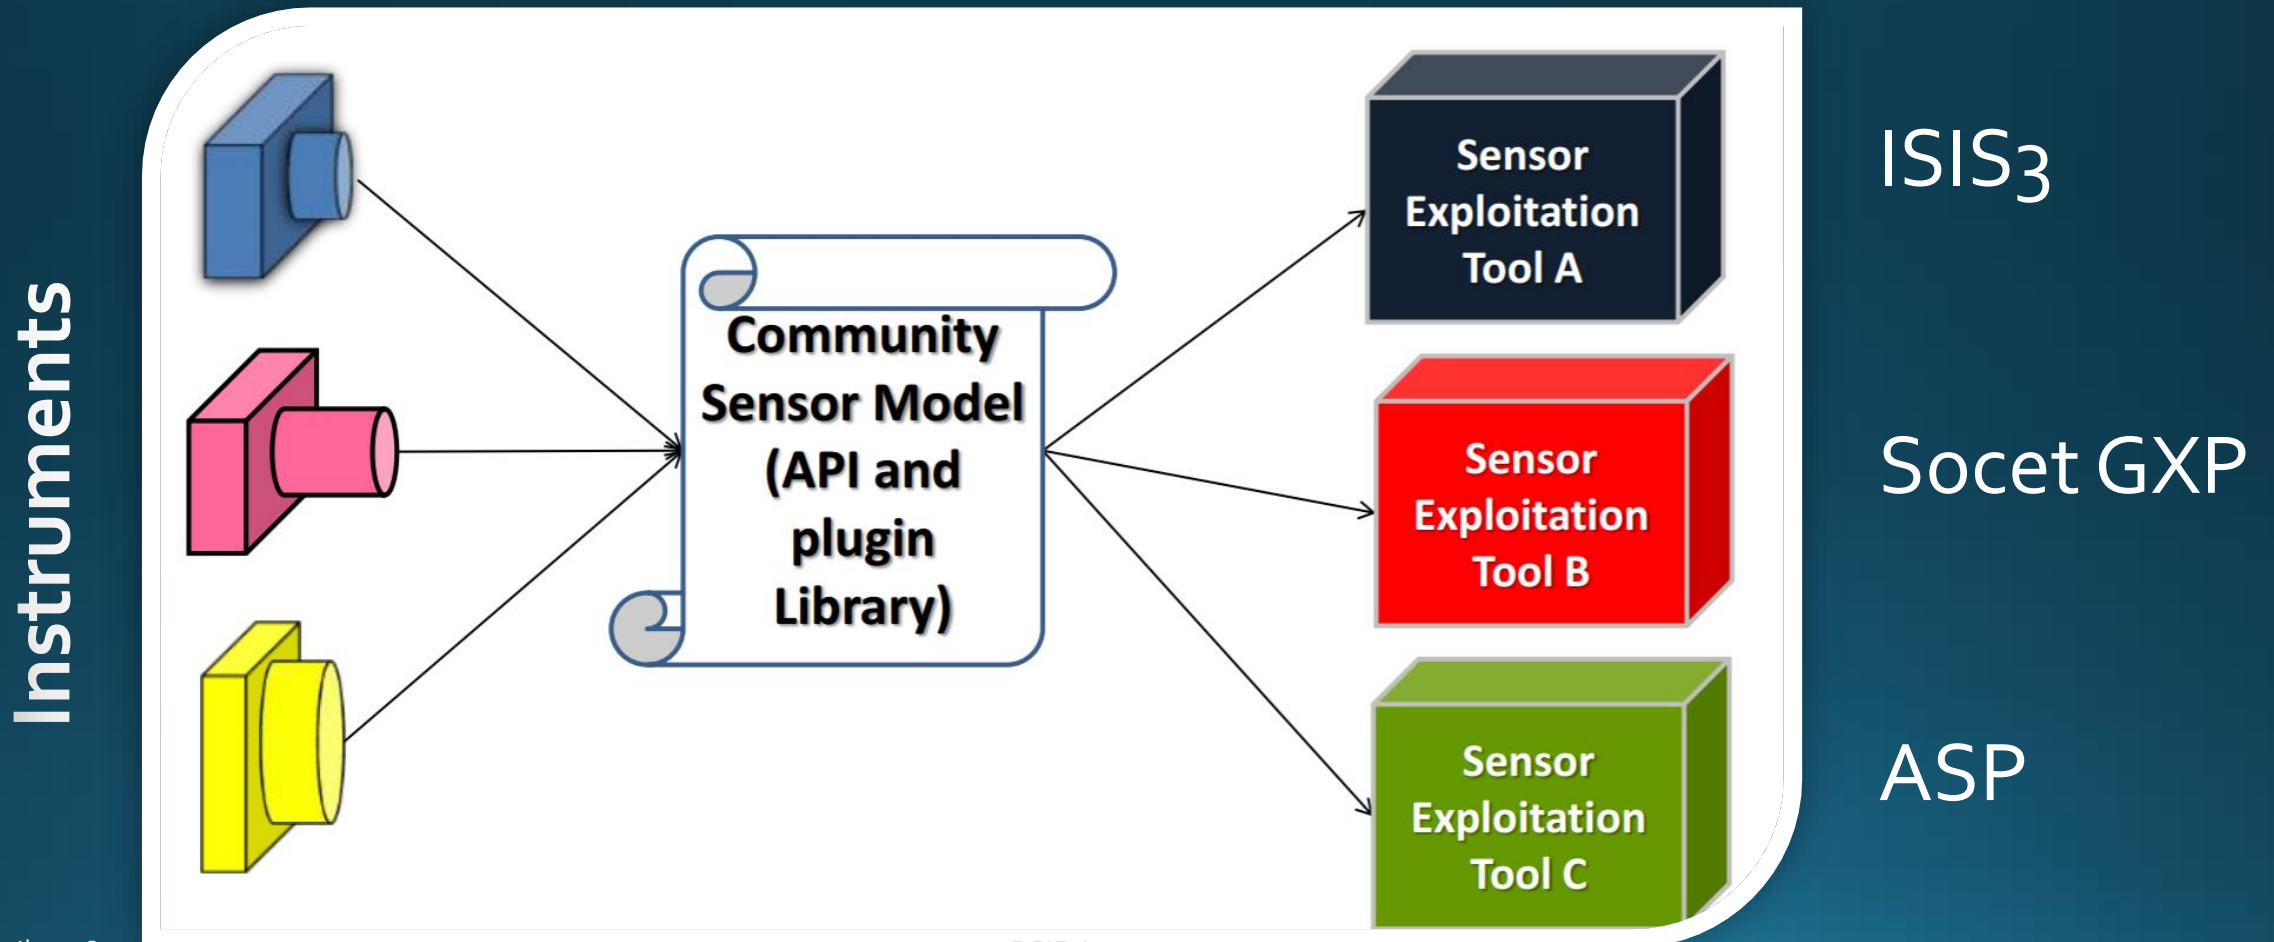 Instruments
Community
Sensor Model
(API and
plugin
Library)
Sensor
Exploitation
Tool A
Sensor
Exploitation
Tool B
Sensor
Exploitation
Tool C
ISIS3
Socet GXP
ASP